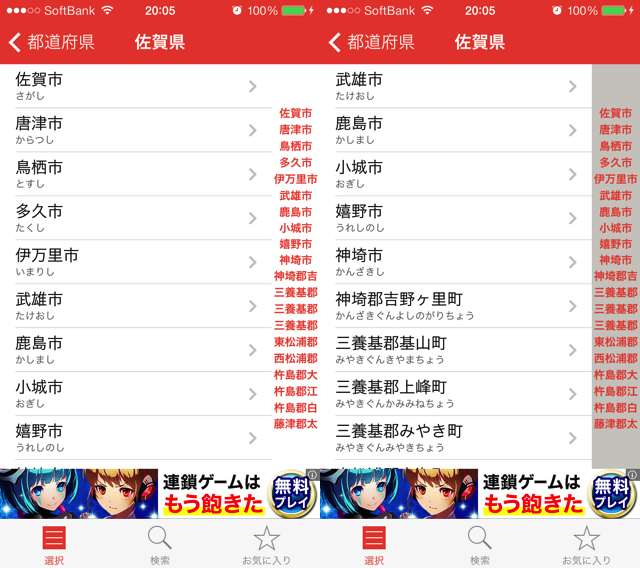 ●●●○○ SoftBank 20:05 100%
都道府県 佐賀県
佐賀市
さがし
唐津市
からつし
鳥栖市
とすし
多久市
たくし
伊万里市
いまりし
武雄市
たけおし
鹿島市
かしまし
小城市
おぎし
嬉野市
うれしのし
佐賀市
唐津市
鳥栖市
多久市
伊万里市
武雄市
鹿島市
小城市
嬉野市
神埼市
神埼郡吉
三養基郡
三養基郡
三養基郡
東松浦郡
西松浦郡
杵島郡大
杵島郡江
杵島郡白
藤津郡太
連鎖ゲームは
もう飽きた
無料
プレイ
選択
検索
お気に入り
●●●○○ SoftBank 20:05 100%
都道府県 佐賀県
武雄市
たけおし
鹿島市
かしまし
小城市
おぎし
嬉野市
うれしのし
神埼市
かんざきし
神埼郡吉野ヶ里町
かんざきぐんよしのがりちょう
三養基郡基山町
みやきぐんきやまちょう
三養基郡上峰町
みやきぐんかみみねちょう
三養基郡みやき町
みやきぐんみやきちょう
佐賀市
唐津市
鳥栖市
多久市
伊万里市
武雄市
鹿島市
小城市
嬉野市
神埼市
神埼郡吉
三養基郡
三養基郡
三養基郡
東松浦郡
西松浦郡
杵島郡大
杵島郡江
杵島郡白
藤津郡太
連鎖ゲームは
もう飽きた
無料
プレイ
選択
検索
お気に入り